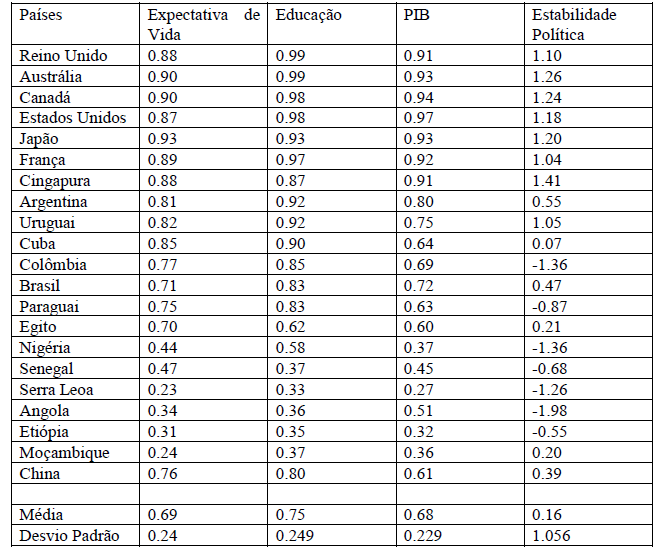 Países Expectativa de Vida Educação PIB Estabilidade Política
Reino Unido 0.88 0.99 0.91 1.10
Austrália 0.90 0.99 0.93 1.26
Canadá 0.90 0.98 0.94 1.24
Estados Unidos 0.87 0.98 0.97 1.18
Japão 0.93 0.93 0.93 1.20
França 0.89 0.97 0.92 1.04
Cingapura 0.88 0.87 0.91 1.41
Argentina 0.81 0.92 0.80 0.55
Uruguai 0.82 0.92 0.75 1.05
Cuba 0.85 0.90 0.64 0.07
Colômbia 0.77 0.85 0.69 -1.36
Brasil 0.71 0.83 0.72 0.47
Paraguai 0.75 0.83 0.63 -0.87
Egito 0.70 0.62 0.60 0.21
Nigéria 0.44 0.58 0.37 -1.36
Senegal 0.47 0.37 0.45 -0.68
Serra Leoa 0.23 0.33 0.27 -1.26
Angola 0.34 0.36 0.51 -1.98
Etiópia 0.31 0.35 0.32 -0.55
Moçambique 0.24 0.37 0.36 0.20
China 0.76 0.80 0.61 0.39
Média 0.69 0.75 0.68 0.16
Desvio Padrão 0.24 0.249 0.229 1.056